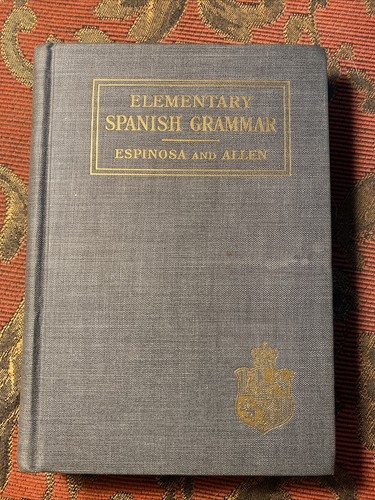 ELEMENTARY
SPANISH GRAMMAR
ESPINOSA AND ALLEN